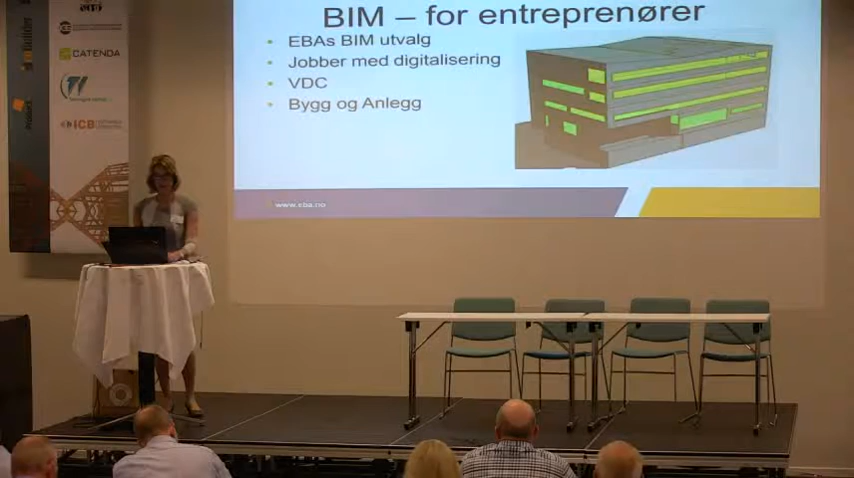 BIM – for entreprenører
EBAs BIM utvalg
Jobber med digitalisering
VDC
Bygg og Anlegg
www.eba.no
CATENDA
ICB